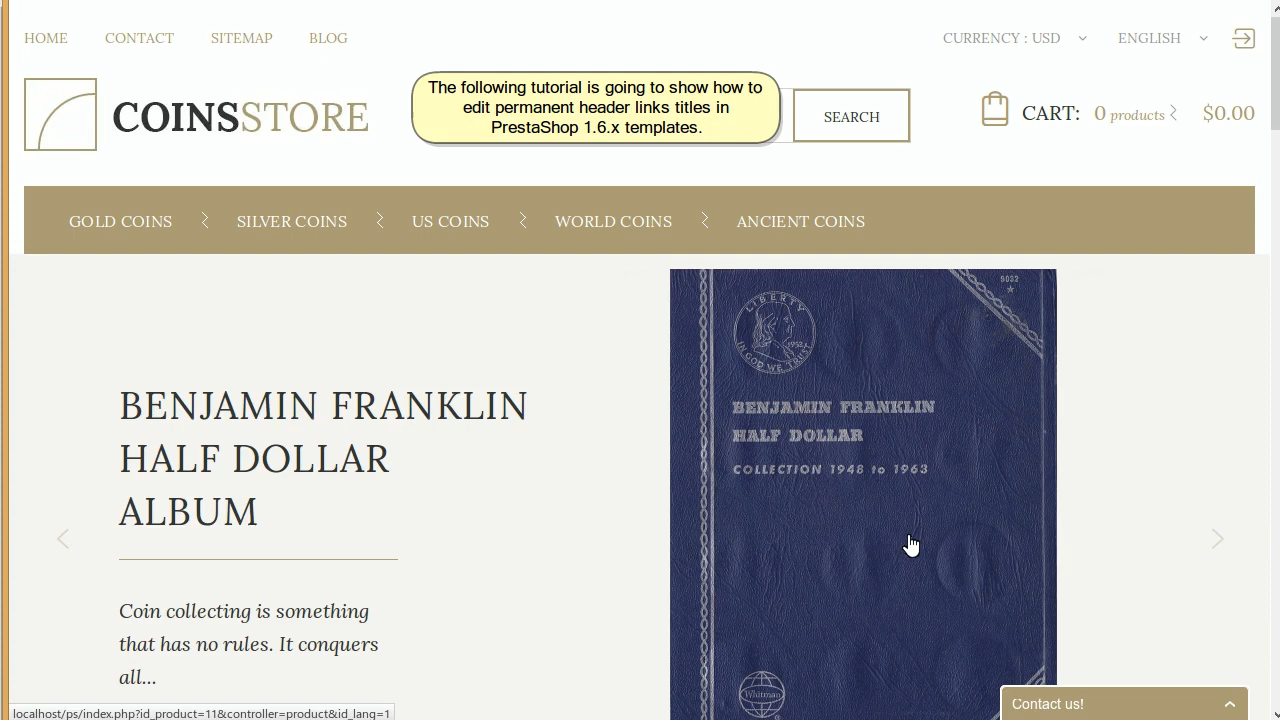 HOME CONTACT SITEMAP BLOG CURRENCY : USD ENGLISH
The following tutorial is going to show how to
edit permanent header links titles in
PrestaShop 1.6.x templates.
COINSSTORE
SEARCH
CART: 0 products $0.00
GOLD COINS SILVER COINS US COINS WORLD COINS ANCIENT COINS
BENJAMIN FRANKLIN
HALF DOLLAR
ALBUM
Coin collecting is something
that has no rules. It conquers
all...
9032
LIBERTY
1952
IN GOD WE TRUST
BENJAMIN FRANKLIN
HALF DOLLAR
COLLECTION 1948 to 1963
Whitman
Contact us!
localhost/ps/index.php?id_product=11&controller=product&id_lang=1